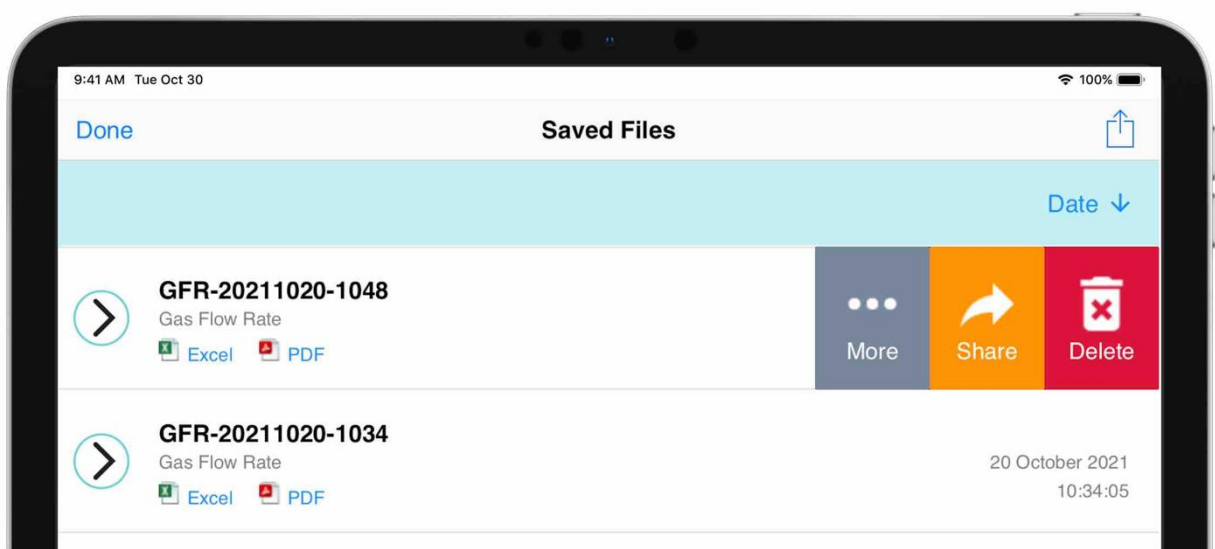 9:41 AM Tue Oct 30
100%
Done
Saved Files
Date ↓
GFR-20211020-1048
Gas Flow Rate
Excel PDF
More
Share
Delete
GFR-20211020-1034
Gas Flow Rate
Excel PDF
20 October 2021
10:34:05